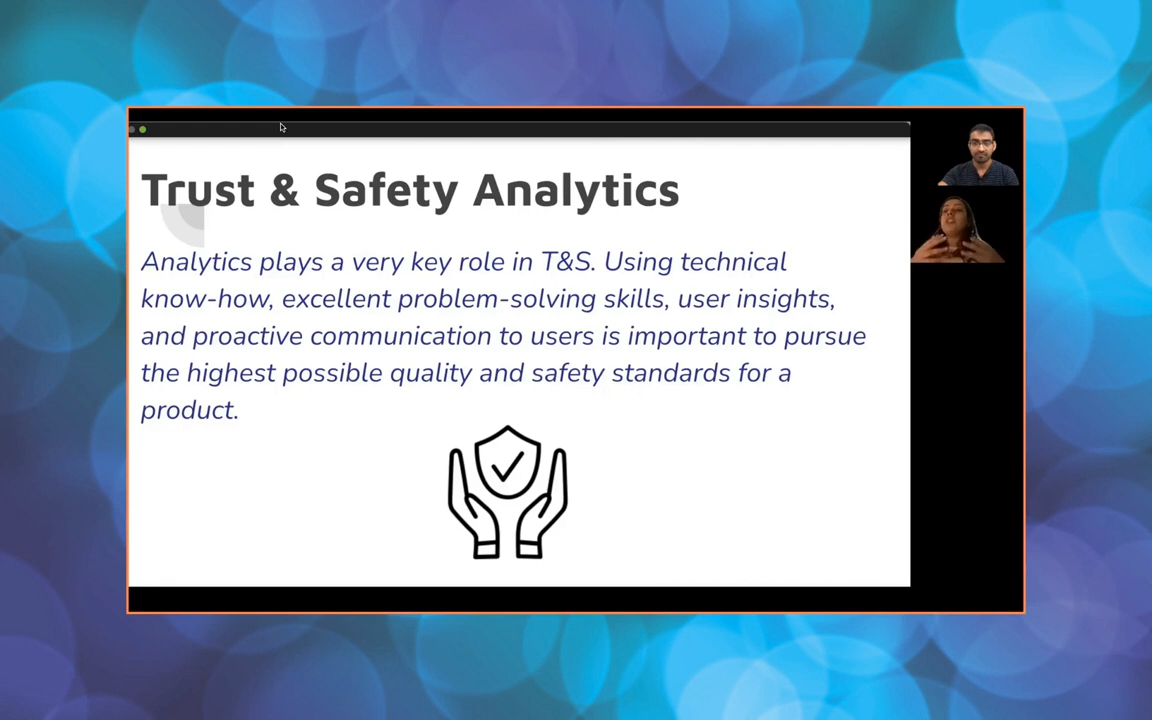 Trust & Safety Analytics
Analytics plays a very key role in T&S. Using technical
know-how, excellent problem-solving skills, user insights,
and proactive communication to users is important to pursue
the highest possible quality and safety standards for a
product.